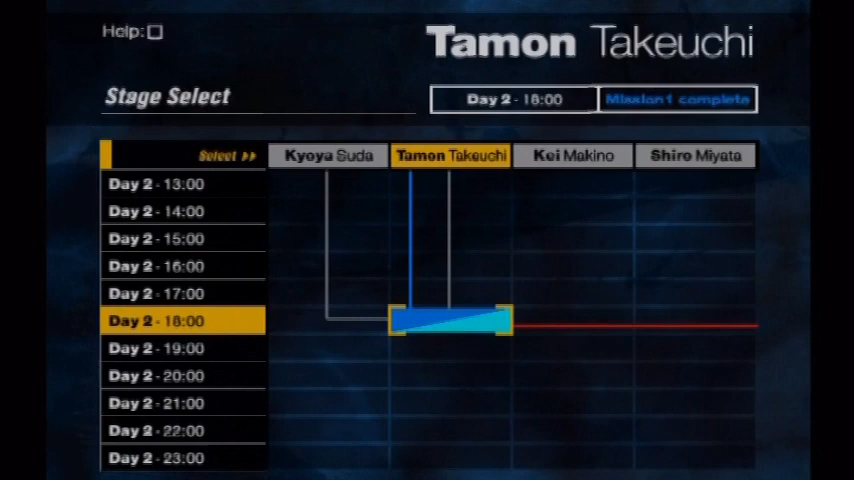 Help: □
Tamon Takeuchi
Stage Select
Day 2 - 18:00
Mission 1 complete
Select
Kyoya Suda
Tamon Takeuchi
Kei Makino
Shiro Miyata
Day 2 - 13:00
Day 2 - 14:00
Day 2 - 15:00
Day 2 - 16:00
Day 2 - 17:00
Day 2 - 18:00
Day 2 - 19:00
Day 2 - 20:00
Day 2 - 21:00
Day 2 - 22:00
Day 2 - 23:00